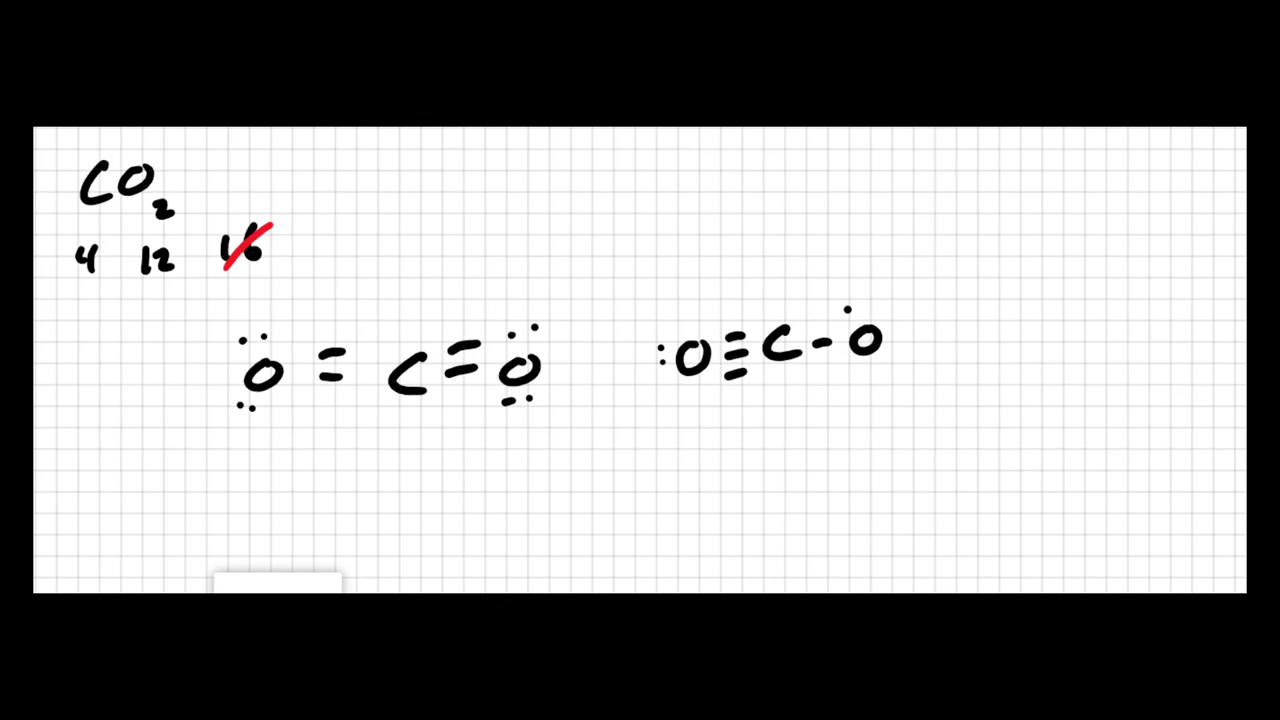 CO₂
4 12 16
O = C = O :O ≡ C - O